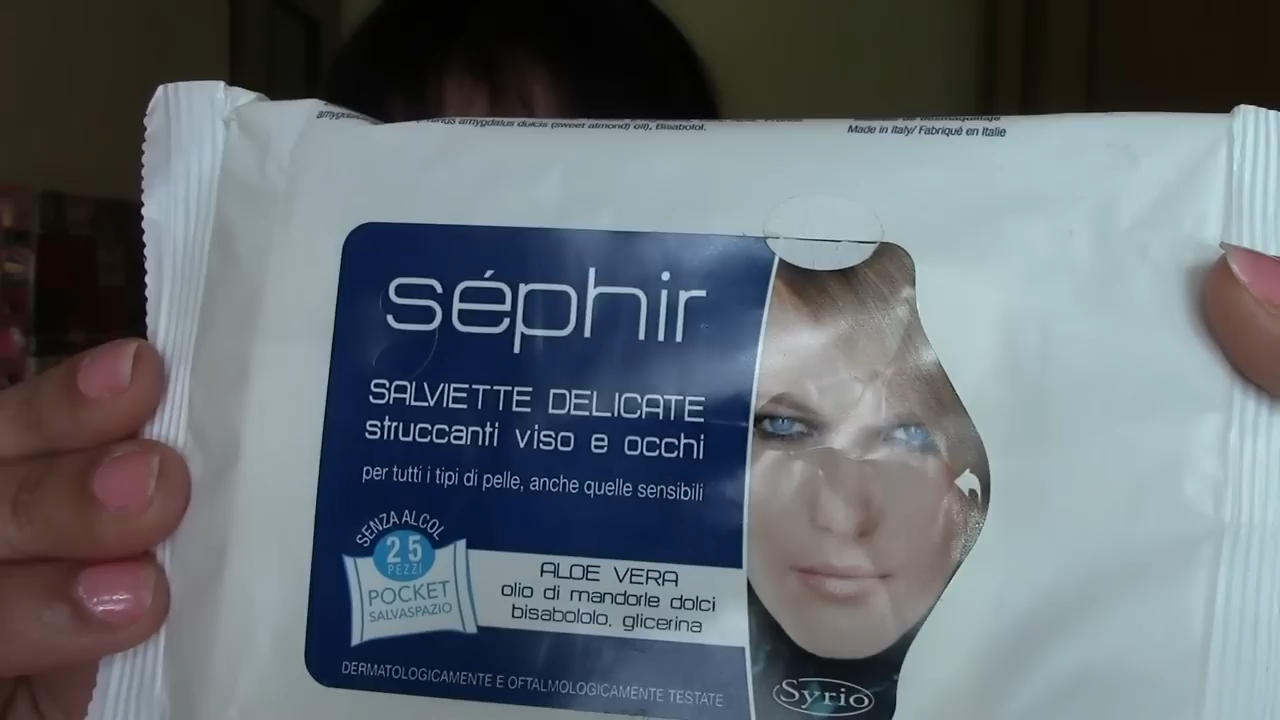 amygdalus dulcis (sweet almond) oil), Bisabolol.
Made in Italy/ Fabriqué en Italie
séphir
SALVIETTE DELICATE
struccanti viso e occhi
per tutti i tipi di pelle, anche quelle sensibili
SENZA ALCOL
25
PEZZI
POCKET
SALVASPAZIO
ALOE VERA
olio di mandorle dolci
bisabololo, glicerina
DERMATOLOGICAMENTE E OFTALMOLOGICAMENTE TESTATE
Syrio